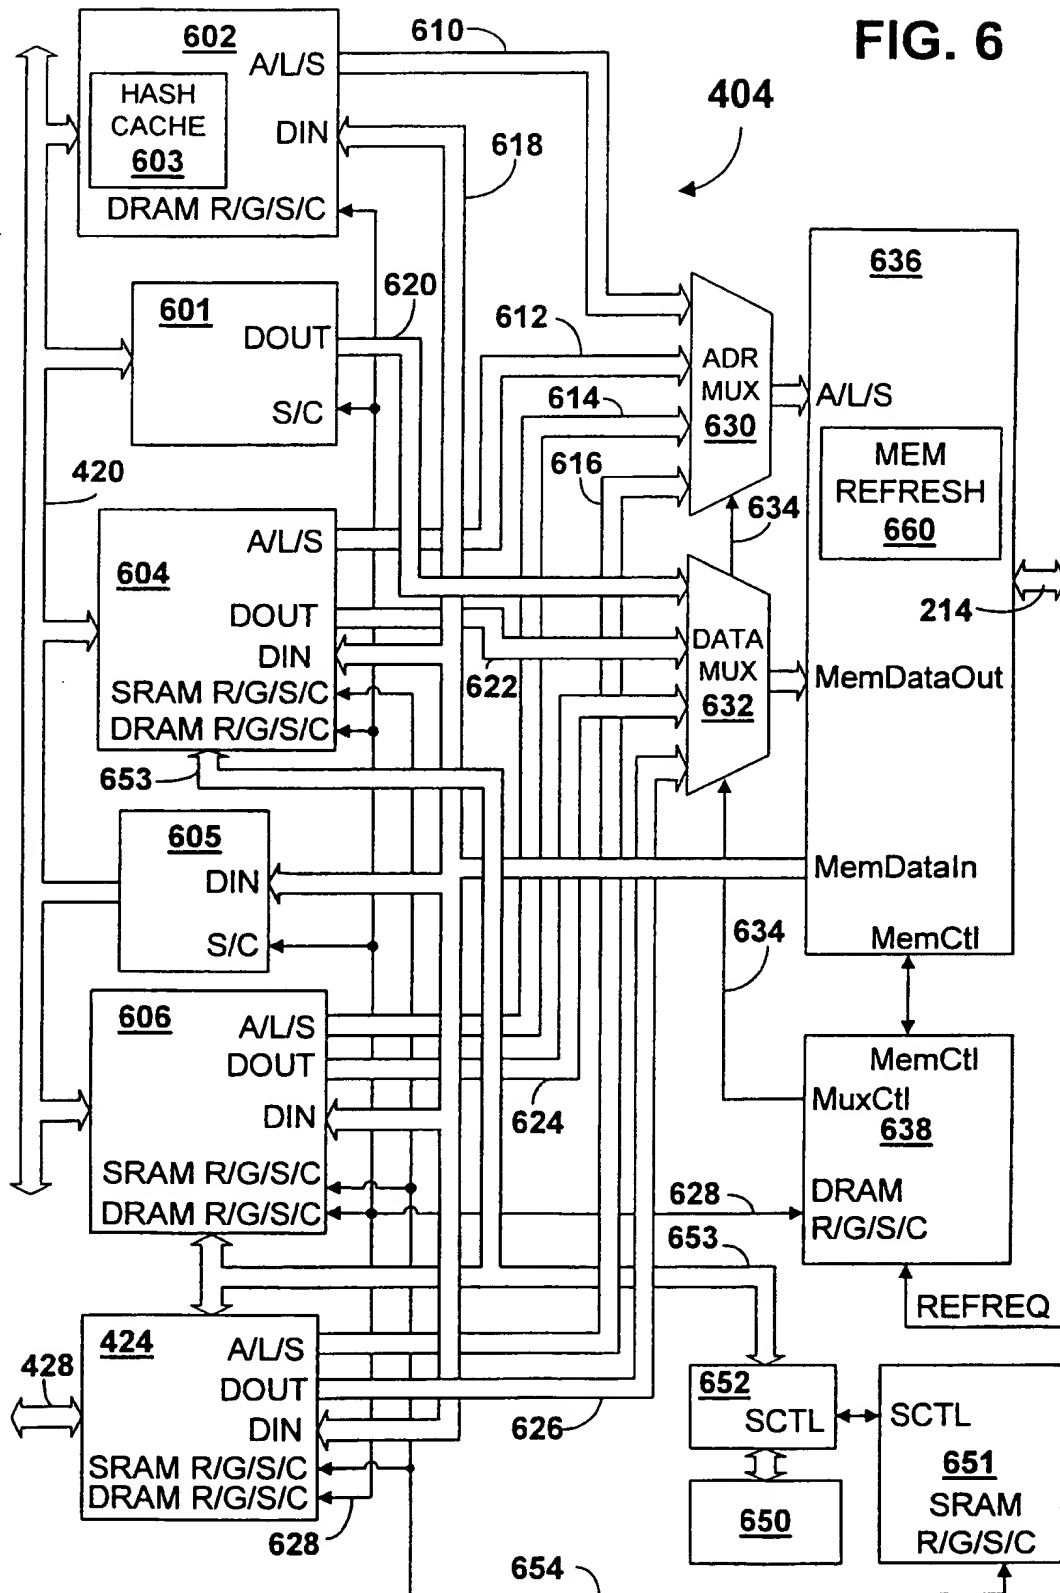 FIG. 6
404
602
A/L/S
HASH
CACHE
603
DIN
DRAM R/G/S/C
610
618
601
DOUT
S/C
620
612
614
616
420
604
A/L/S
DOUT
DIN
SRAM R/G/S/C
DRAM R/G/S/C
622
653
ADR
MUX
630
634
DATA
MUX
632
636
A/L/S
MEM
REFRESH
660
214
MemDataOut
MemDataIn
MemCtl
605
DIN
S/C
634
606
A/L/S
DOUT
DIN
SRAM R/G/S/C
DRAM R/G/S/C
624
MemCtl
MuxCtl
638
DRAM
R/G/S/C
628
653
REFREQ
424
A/L/S
DOUT
DIN
SRAM R/G/S/C
DRAM R/G/S/C
428
626
628
652
SCTL
650
SCTL
651
SRAM
R/G/S/C
654